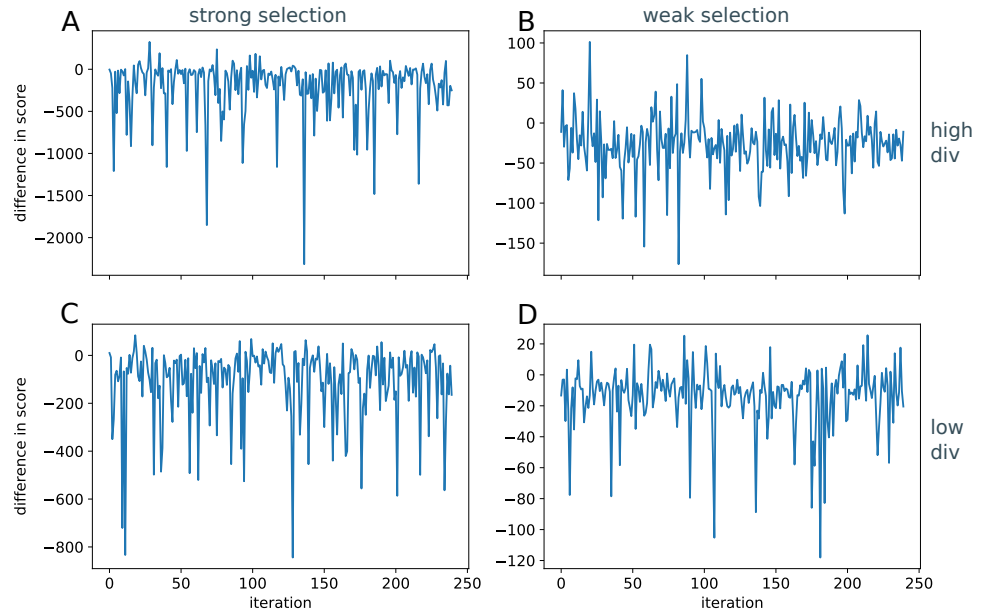 A strong selection B weak selection
0
−500
−1000
−1500
−2000
difference in score
100
50
0
−50
−100
−150
high
div
C D
0
−200
−400
−600
−800
difference in score
20
0
−20
−40
−60
−80
−100
−120
low
div
0 50 100 150 200 250
iteration
0 50 100 150 200 250
iteration